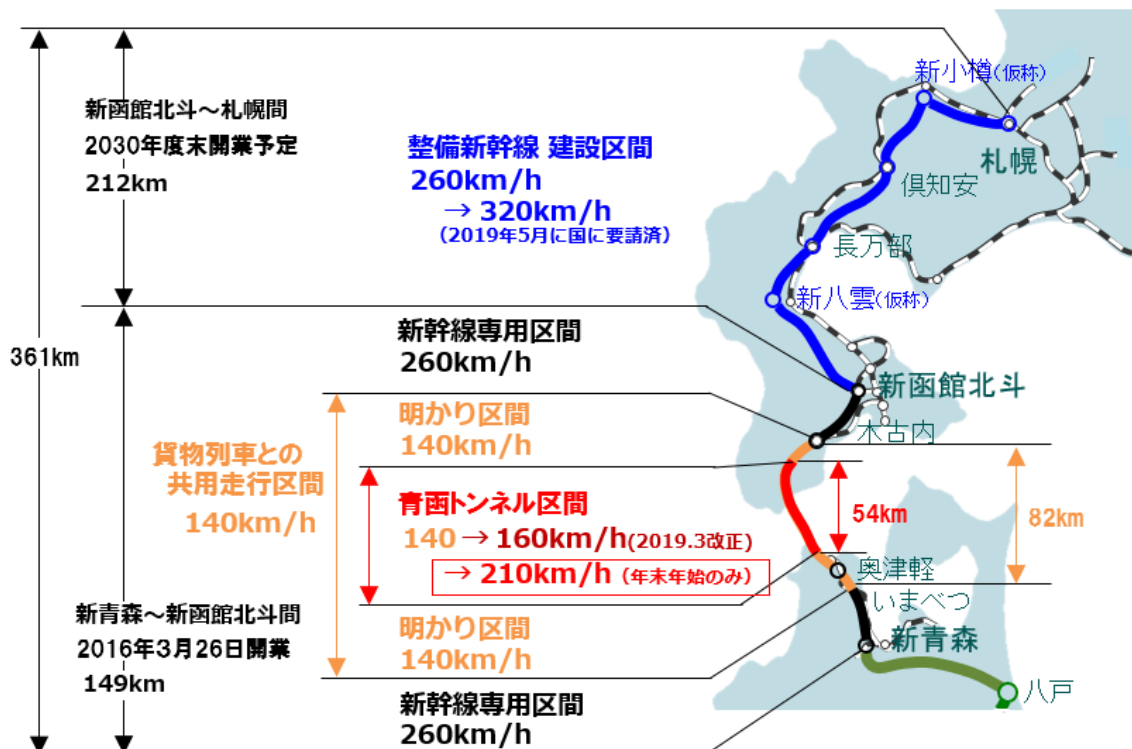 新函館北斗～札幌間
2030年度末開業予定
212km
361km
新青森～新函館北斗間
2016年3月26日開業
149km
整備新幹線 建設区間
260km/h
→ 320km/h
(2019年5月に国に要請済)
新幹線専用区間
260km/h
貨物列車との
共用走行区間
140km/h
明かり区間
140km/h
青函トンネル区間
140 → 160km/h(2019.3改正)
→ 210km/h (年末年始のみ)
明かり区間
140km/h
新幹線専用区間
260km/h
新小樽(仮称)
札幌
倶知安
長万部
新八雲(仮称)
新函館北斗
木古内
54km
82km
奥津軽
いまべつ
新青森
八戸